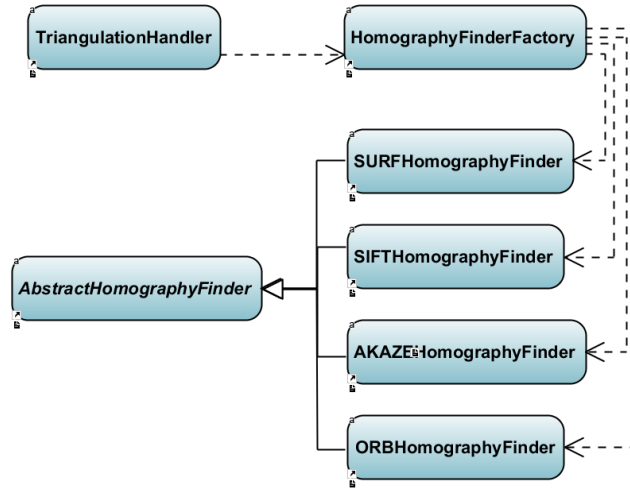 TriangulationHandler
HomographyFinderFactory
SURFHomographyFinder
SIFTHomographyFinder
AbstractHomographyFinder
AKAZEHomographyFinder
ORBHomographyFinder